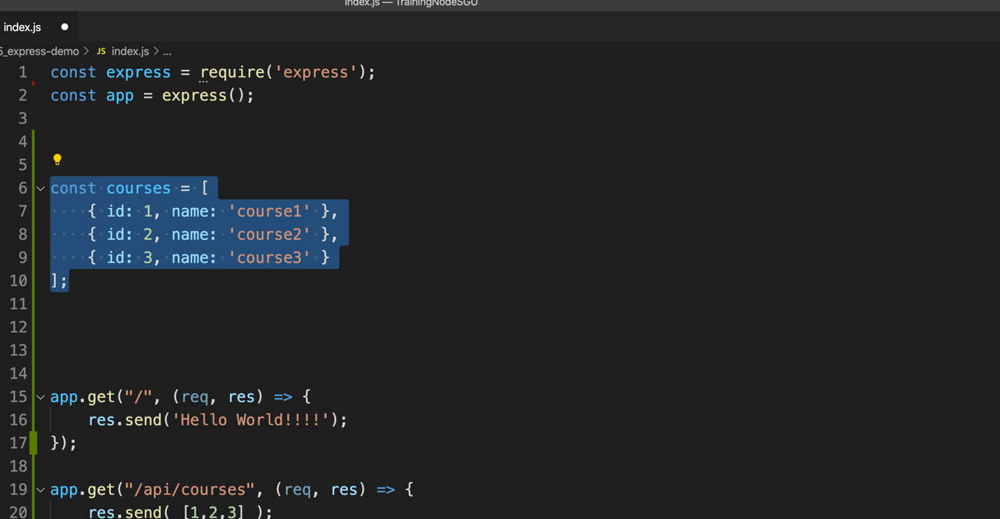 index.js — TrainingNodeSGU
index.js
5_express-demo > JS index.js > ...
1 const express = require('express');
2 const app = express();
3
4
5
6 const courses = [
7 { id: 1, name: 'course1' },
8 { id: 2, name: 'course2' },
9 { id: 3, name: 'course3' }
10 ];
11
12
13
14
15 app.get("/", (req, res) => {
16 res.send('Hello World!!!!');
17 });
18
19 app.get("/api/courses", (req, res) => {
20 res.send( [1,2,3] );